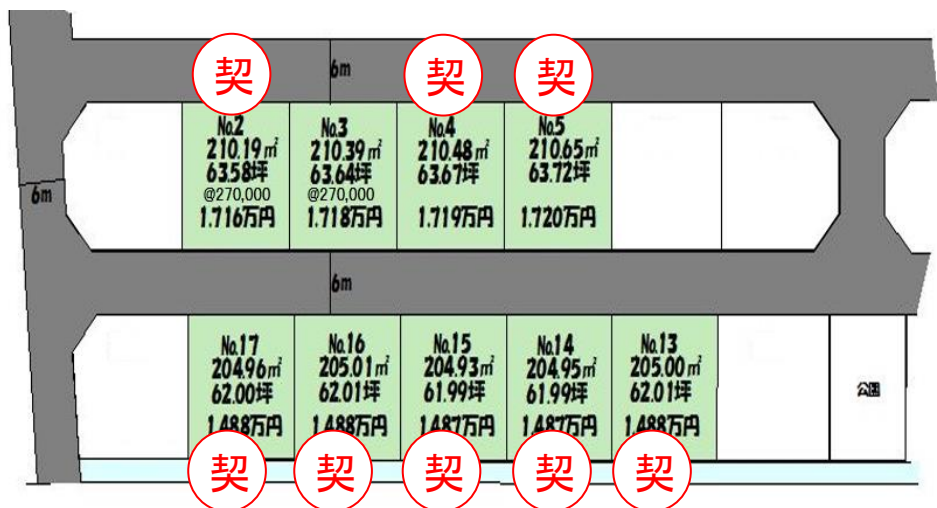 契
契
契
6m
No.2
210.19㎡
63.58坪
@270,000
1.716万円
No.3
210.39㎡
63.64坪
@270,000
1.718万円
No.4
210.48㎡
63.67坪
1.719万円
No.5
210.65㎡
63.72坪
1.720万円
6m
6m
No.17
204.96㎡
62.00坪
1.488万円
No.16
205.01㎡
62.01坪
1.488万円
No.15
204.93㎡
61.99坪
1.487万円
No.14
204.95㎡
61.99坪
1.487万円
No.13
205.00㎡
62.01坪
1.488万円
公園
契
契
契
契
契